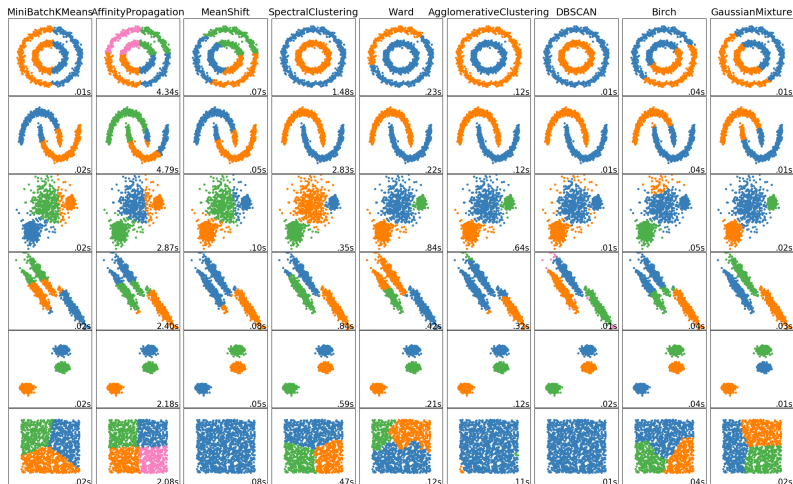 MiniBatchKMeans AffinityPropagation MeanShift SpectralClustering Ward AgglomerativeClustering DBSCAN Birch GaussianMixture
.01s 4.34s .07s 1.48s .23s .12s .01s .04s .01s
.02s 4.79s .05s 2.83s .22s .12s .01s .04s .01s
.02s 2.87s .10s .35s .84s .64s .01s .05s .02s
.02s 2.40s .08s .84s .42s .32s .01s .04s .03s
.02s 2.18s .05s .59s .21s .12s .02s .04s .01s
.02s 2.08s .08s .47s .12s .11s .01s .04s .02s